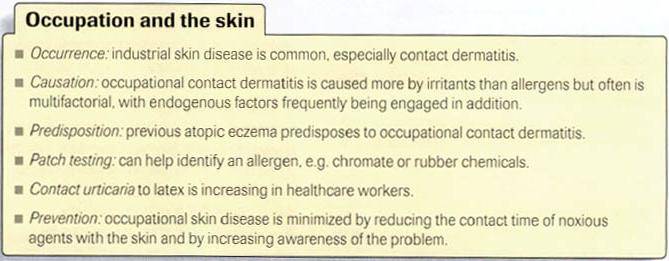 Occupation and the skin
■ Occurrence: industrial skin disease is common, especially contact dermatitis.
■ Causation: occupational contact dermatitis is caused more by irritants than allergens but often is
multifactorial, with endogenous factors frequently being engaged in addition.
■ Predisposition: previous atopic eczema predisposes to occupational contact dermatitis.
■ Patch testing: can help identify an allergen, e.g. chromate or rubber chemicals.
■ Contact urticaria to latex is increasing in healthcare workers.
■ Prevention: occupational skin disease is minimized by reducing the contact time of noxious
agents with the skin and by increasing awareness of the problem.